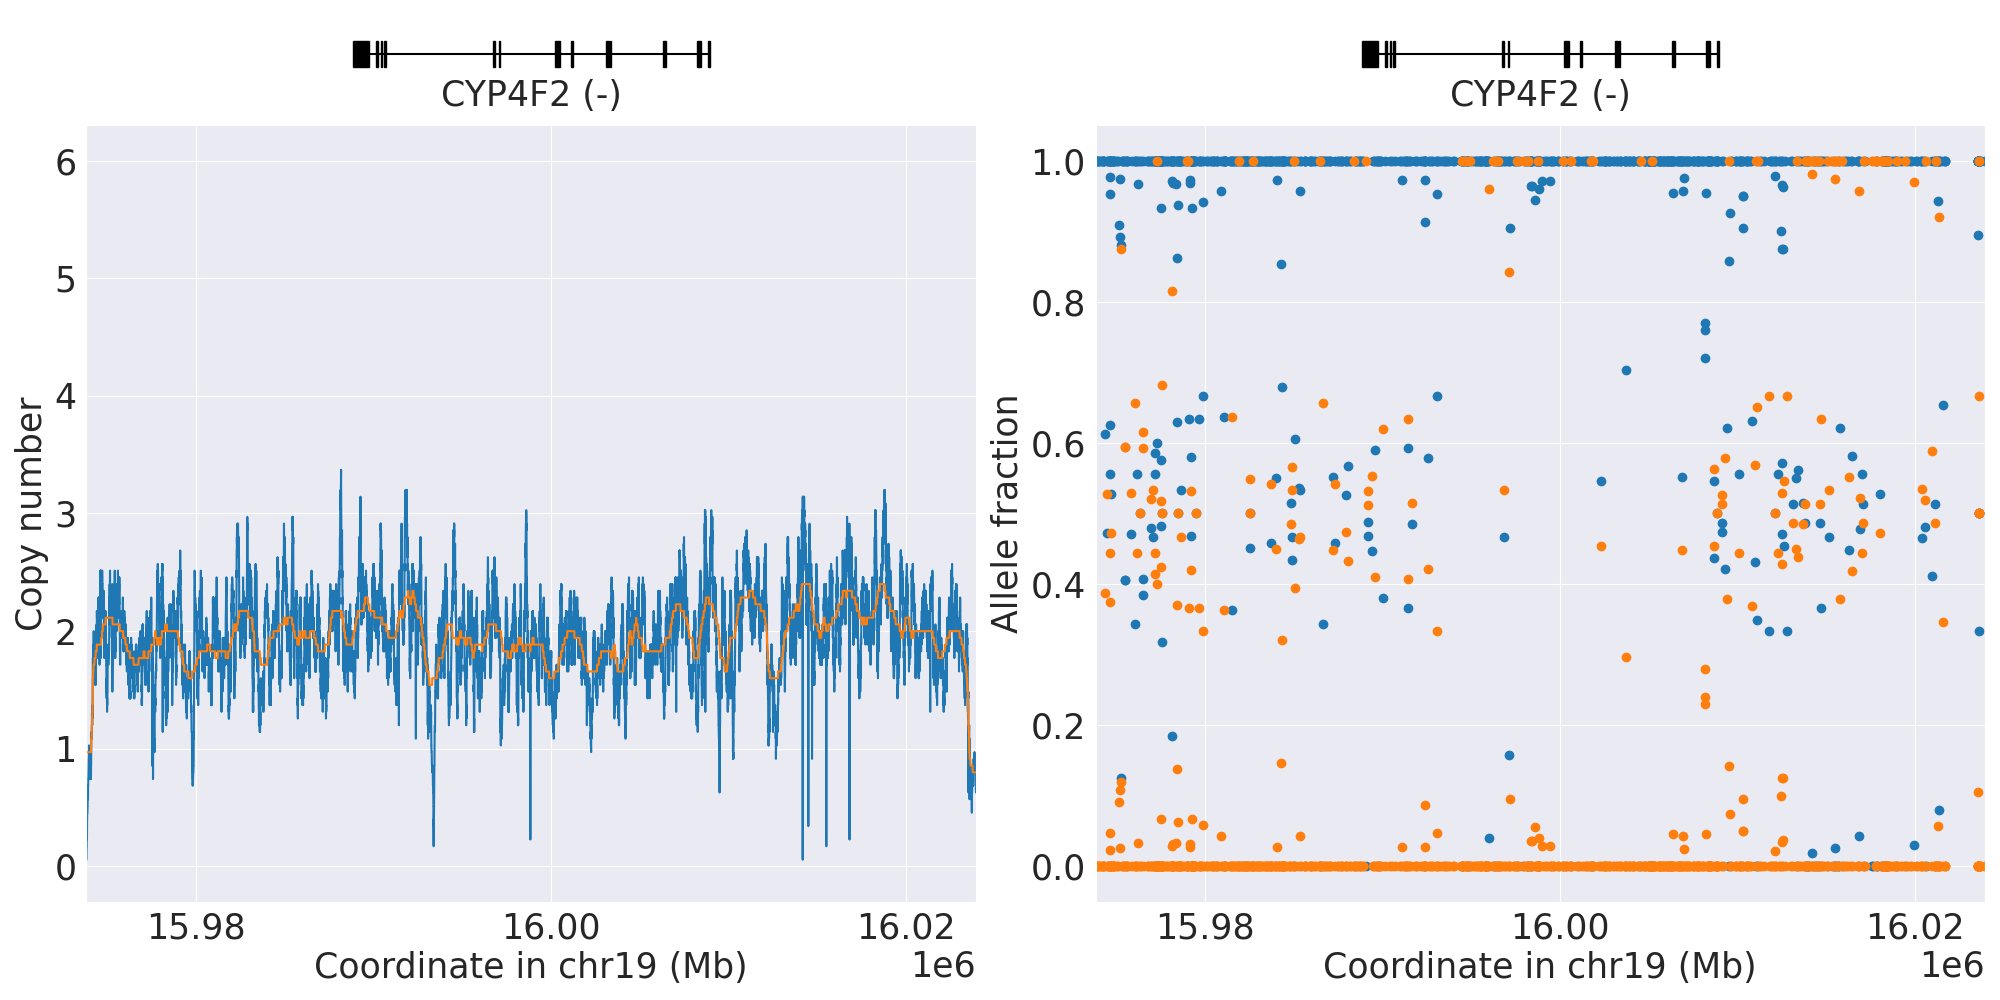 CYP4F2 (-)
6
5
4
3
2
1
0
Copy number
15.98
16.00
16.02
Coordinate in chr19 (Mb)
1e6
CYP4F2 (-)
1.0
0.8
0.6
0.4
0.2
0.0
Allele fraction
15.98
16.00
16.02
Coordinate in chr19 (Mb)
1e6